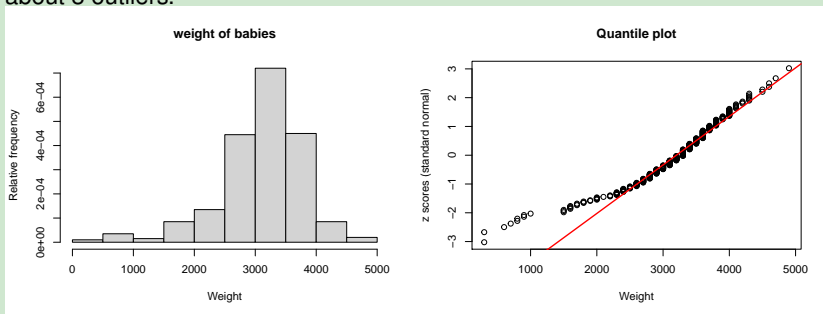 about 8 outliers.
weight of babies
Relative frequency
0e+00 2e−04 4e−04 6e−04
0 1000 2000 3000 4000 5000
Weight
Quantile plot
z scores (standard normal)
−3 −2 −1 0 1 2 3
1000 2000 3000 4000 5000
Weight